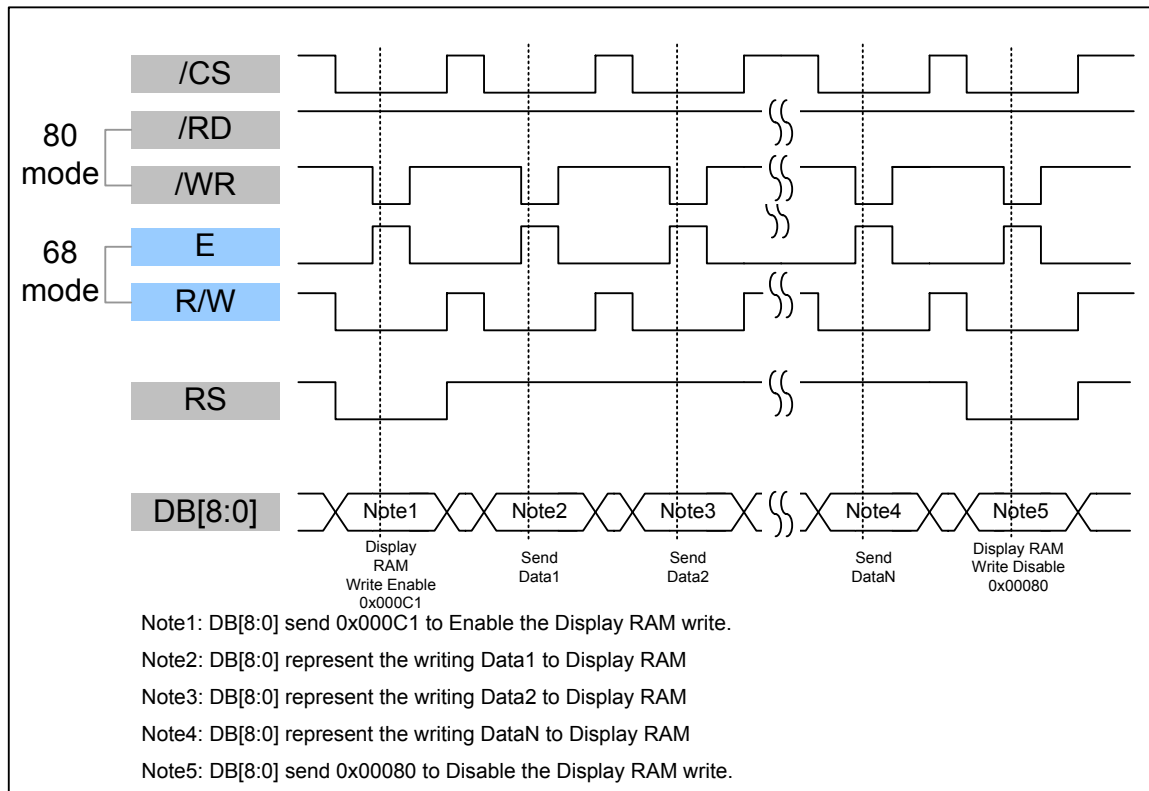 /CS
80
mode
/RD
/WR
68
mode
E
R/W
RS
DB[8:0]
Note1
Note2
Note3
Note4
Note5
Display
RAM
Write Enable
0x000C1
Send
Data1
Send
Data2
Send
DataN
Display RAM
Write Disable
0x00080
Note1: DB[8:0] send 0x000C1 to Enable the Display RAM write.
Note2: DB[8:0] represent the writing Data1 to Display RAM
Note3: DB[8:0] represent the writing Data2 to Display RAM
Note4: DB[8:0] represent the writing DataN to Display RAM
Note5: DB[8:0] send 0x00080 to Disable the Display RAM write.